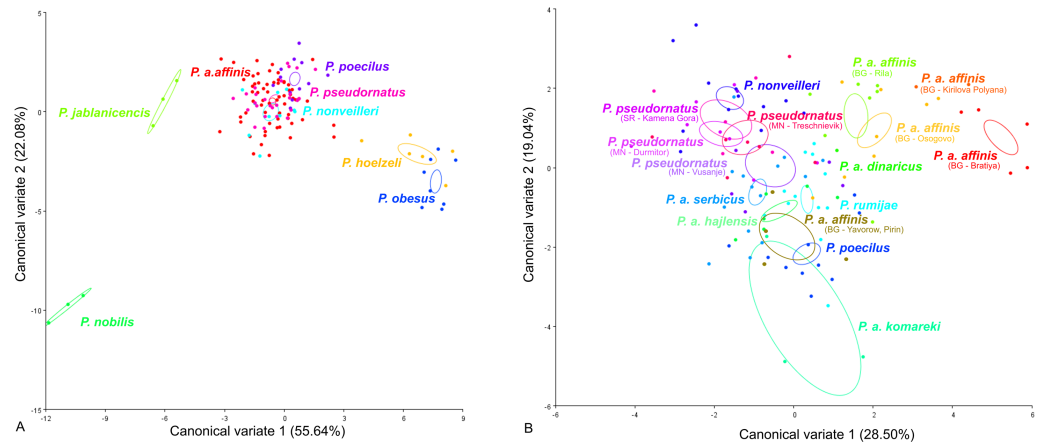 A
5
0
-5
-10
-15
-12
-9
-6
-3
0
3
6
9
Canonical variate 2 (22.08%)
Canonical variate 1 (55.64%)
P. a.affinis
P. poecilus
P. jablanicencis
P. pseudornatus
P. nonveilleri
P. hoelzeli
P. obesus
P. nobilis
A
B
4
2
0
-2
-4
-6
-6
-4
-2
0
2
4
6
Canonical variate 2 (19.04%)
Canonical variate 1 (28.50%)
P. a. affinis
(BG - Rila)
P. a. affinis
(BG - Kirilova Polyana)
P. nonveilleri
P. pseudornatus
(SR - Kamena Gora)
P. pseudornatus
(MN - Treschnievik)
P. a. affinis
(BG - Osogovo)
P. pseudornatus
(MN - Durmitor)
P. a. affinis
(BG - Bratiya)
P. pseudornatus
(MN - Vusanje)
P. a. dinaricus
P. a. serbicus
P. rumijae
P. a. hajlensis
P. a. affinis
(BG - Yavorow, Pirin)
P. poecilus
P. a. komareki
B